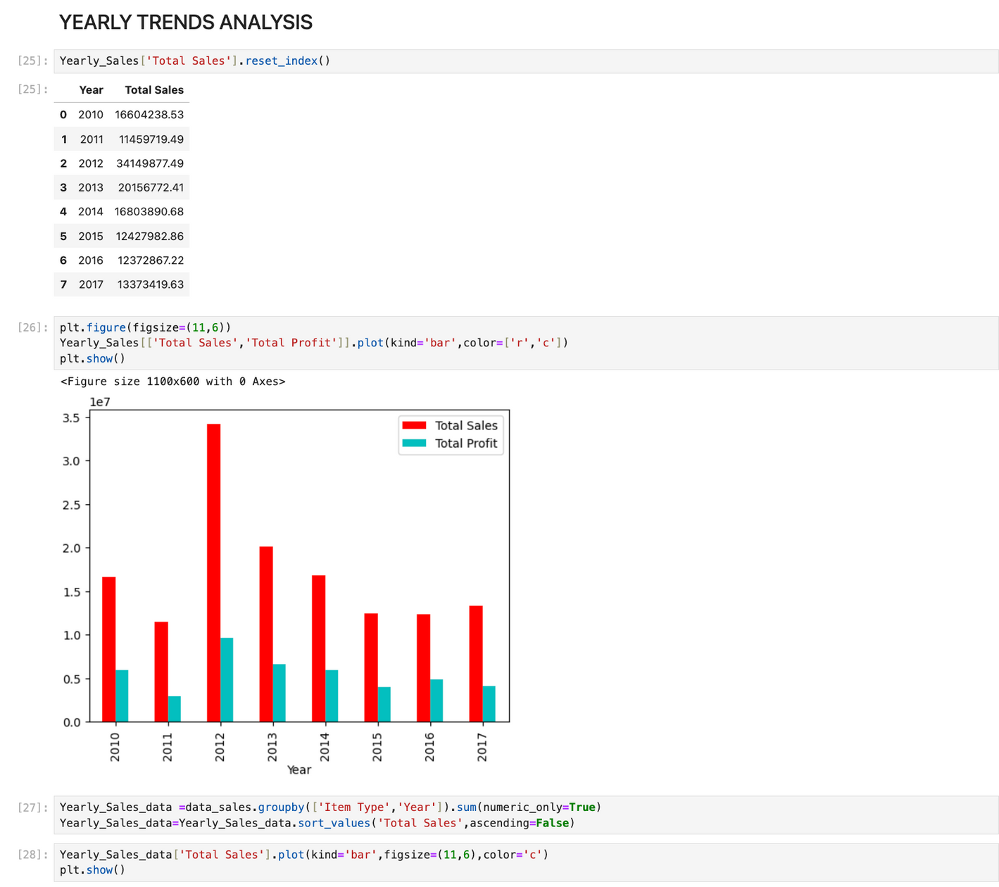 YEARLY TRENDS ANALYSIS
[25]: Yearly_Sales['Total Sales'].reset_index()
[25]: Year Total Sales
0 2010 16604238.53
1 2011 11459719.49
2 2012 34149877.49
3 2013 20156772.41
4 2014 16803890.68
5 2015 12427982.86
6 2016 12372867.22
7 2017 13373419.63
[26]: plt.figure(figsize=(11,6))
Yearly_Sales[['Total Sales','Total Profit']].plot(kind='bar',color=['r','c'])
plt.show()
<Figure size 1100x600 with 0 Axes>
1e7
3.5
Total Sales
Total Profit
3.0
2.5
2.0
1.5
1.0
0.5
0.0
2010 2011 2012 2013 2014 2015 2016 2017
Year
[27]: Yearly_Sales_data =data_sales.groupby(['Item Type','Year']).sum(numeric_only=True)
Yearly_Sales_data=Yearly_Sales_data.sort_values('Total Sales',ascending=False)
[28]: Yearly_Sales_data['Total Sales'].plot(kind='bar',figsize=(11,6),color='c')
plt.show()